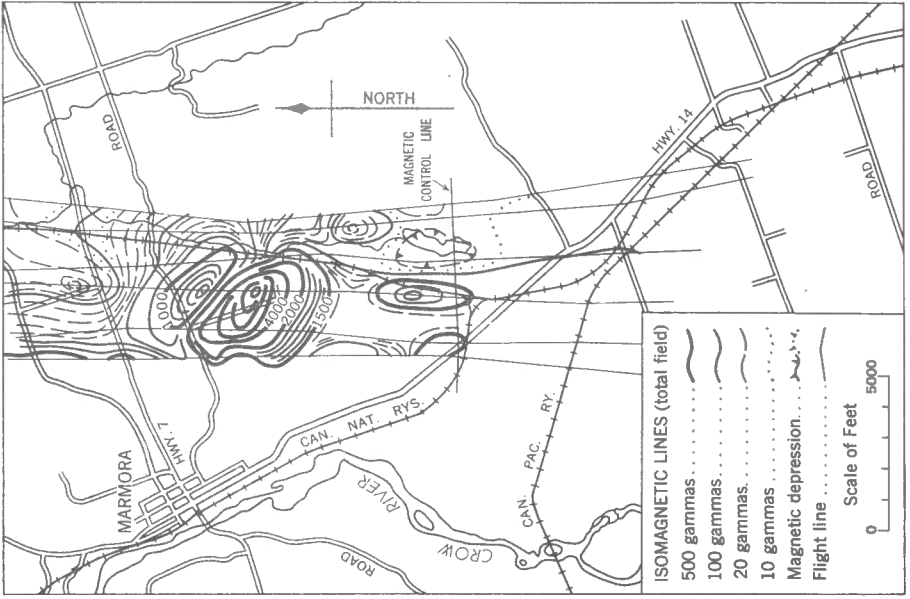 ROAD
NORTH
MAGNETIC
CONTROL LINE
HWY. 14
ROAD
1000
4000
2000
1500
MARMORA
HWY. 7
CAN. NAT. RYS.
CAN. PAC. RY.
CROW RIVER
ROAD
ISOMAGNETIC LINES (total field)
500 gammas
100 gammas
20 gammas
10 gammas
Magnetic depression
Flight line
Scale of Feet
0 5000